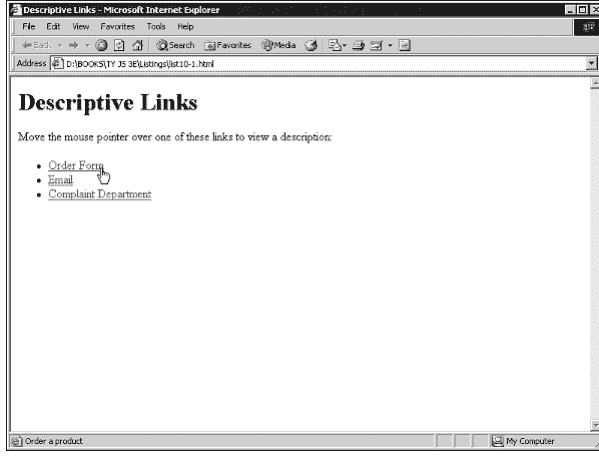 Descriptive Links - Microsoft Internet Explorer
File Edit View Favorites Tools Help
Back Search Favorites Media
Address D:\BOOKS\TY JS 3E\Listings\list10-1.html
Descriptive Links
Move the mouse pointer over one of these links to view a description:
Order Form
Email
Complaint Department
Order a product My Computer